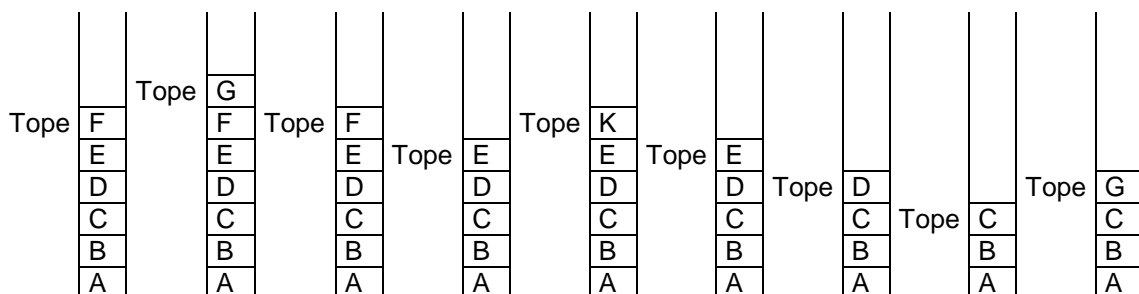 Tope G
Tope F F Tope F Tope K
E E E Tope E E Tope E
D D D D D D Tope D Tope G
C C C C C C C Tope C C
B B B B B B B B B
A A A A A A A A A